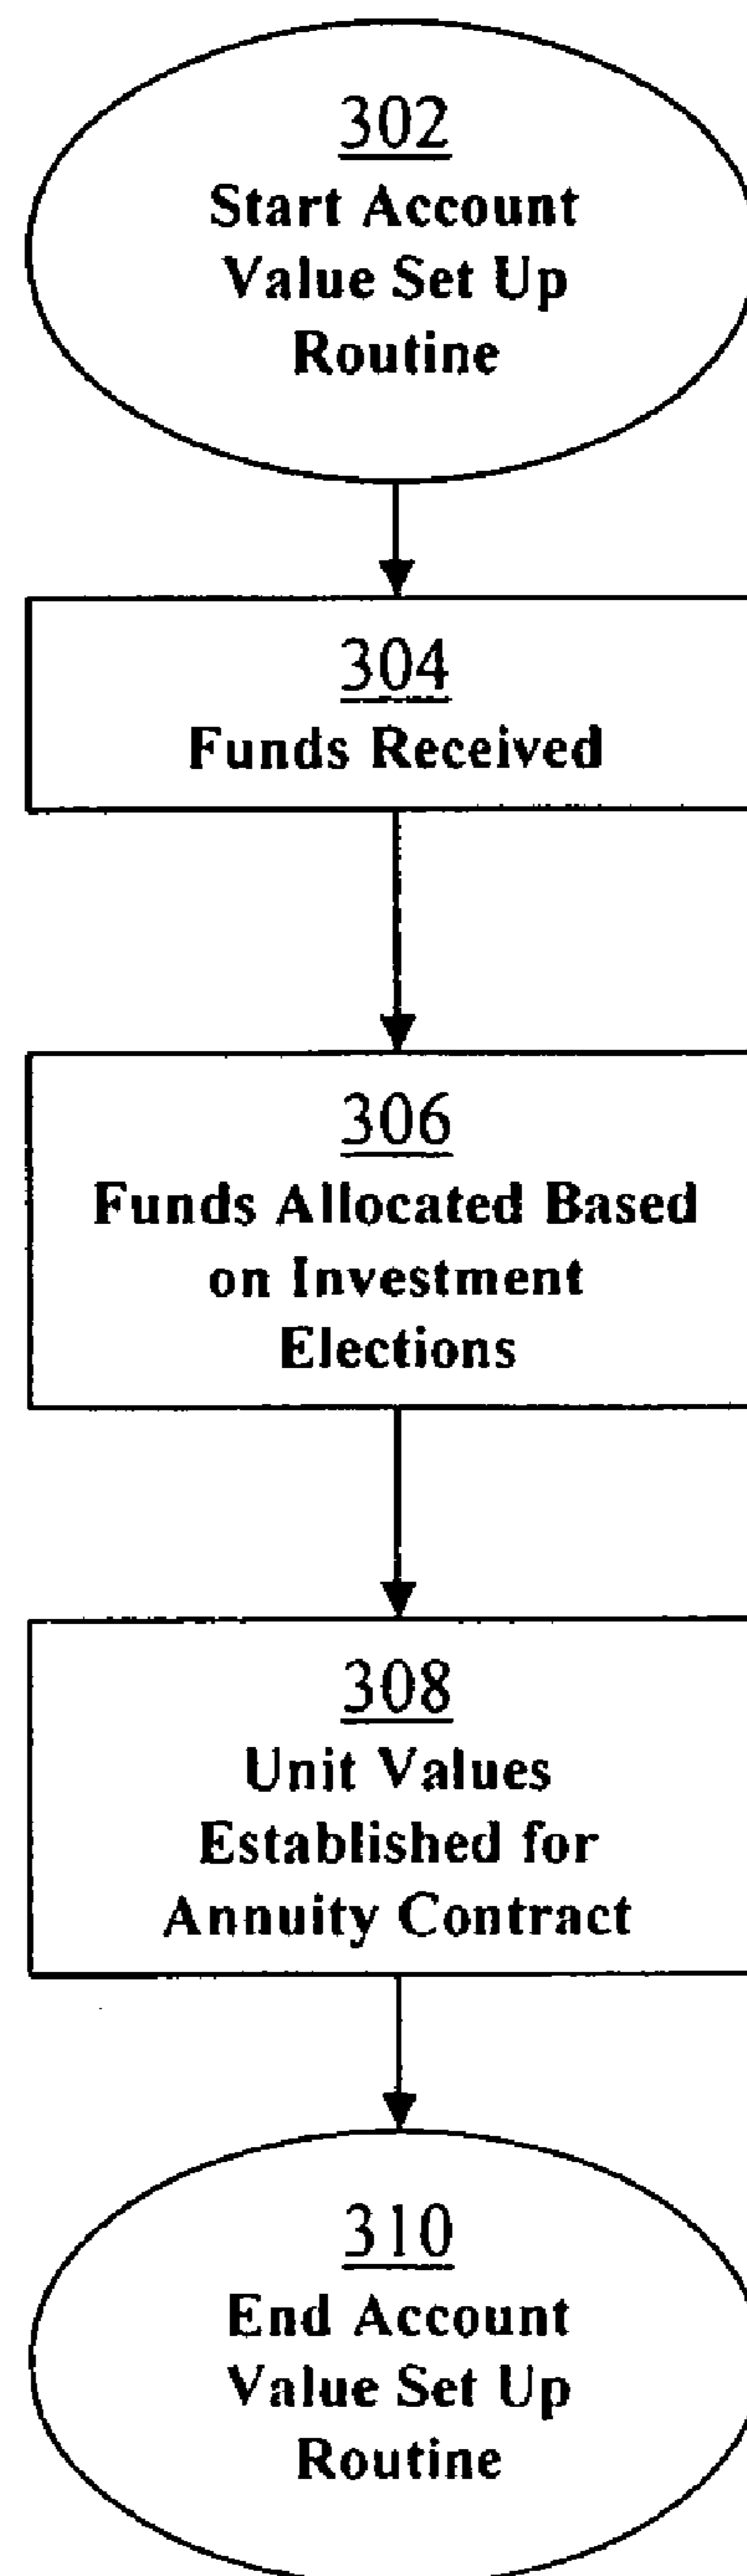 302
Start Account
Value Set Up
Routine
304
Funds Received
306
Funds Allocated Based
on Investment
Elections
308
Unit Values
Established for
Annuity Contract
310
End Account
Value Set Up
Routine